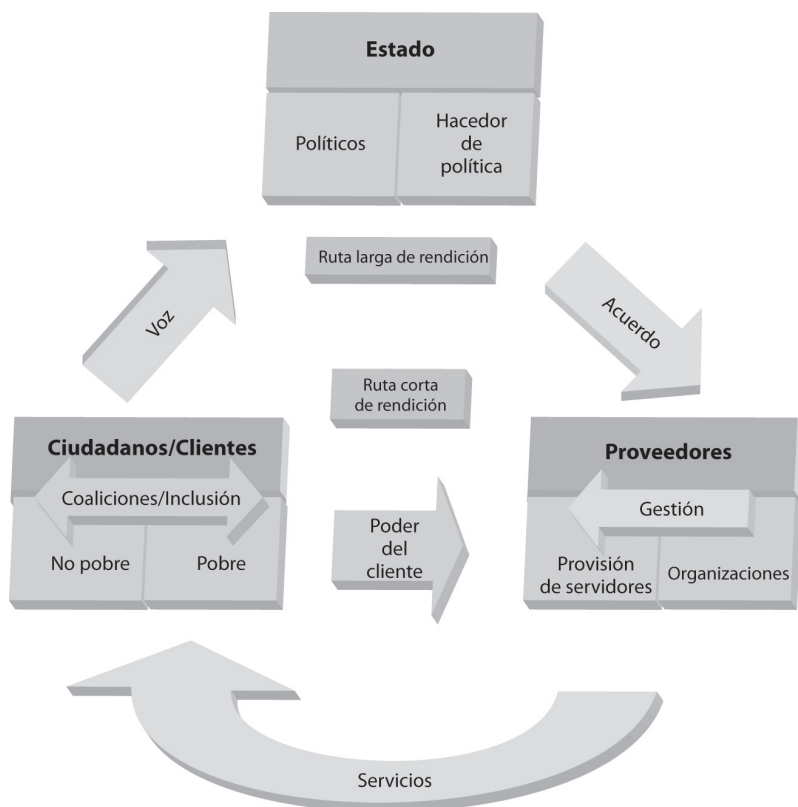 Estado
Políticos
Hacedor
de
política
Ruta larga de rendición
Voz
Acuerdo
Ruta corta
de rendición
Ciudadanos/Clientes
Coaliciones/Inclusión
No pobre
Pobre
Poder
del
cliente
Proveedores
Gestión
Provisión
de servidores
Organizaciones
Servicios